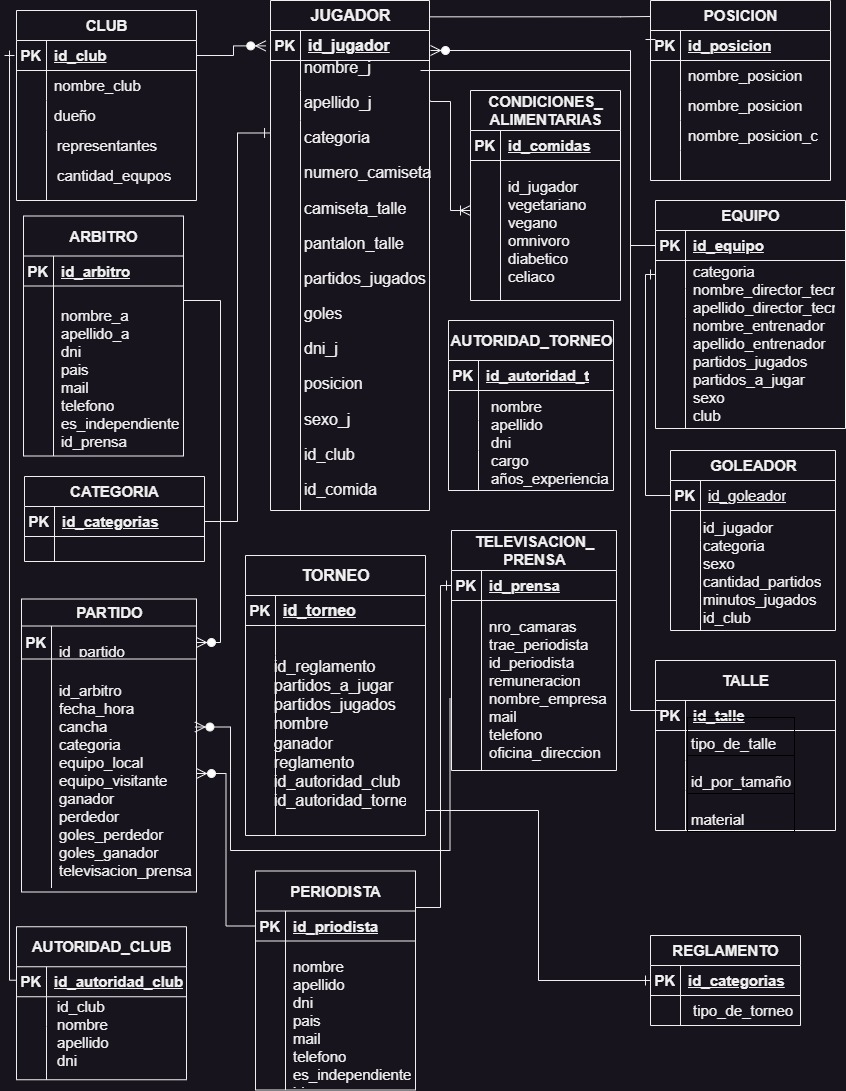 CLUB
PK id_club
nombre_club
dueño
representantes
cantidad_equpos
JUGADOR
PK id_jugador
nombre_j
apellido_j
categoria
numero_camiseta
camiseta_talle
pantalon_talle
partidos_jugados
goles
dni_j
posicion
sexo_j
id_club
id_comida
POSICION
PK id_posicion
nombre_posicion
nombre_posicion
nombre_posicion_c
CONDICIONES_
ALIMENTARIAS
PK id_comidas
id_jugador
vegetariano
vegano
omnivoro
diabetico
celiaco
ARBITRO
PK id_arbitro
nombre_a
apellido_a
dni
pais
mail
telefono
es_independiente
id_prensa
EQUIPO
PK id_equipo
categoria
nombre_director_tecr
apellido_director_tecr
nombre_entrenador
apellido_entrenador
partidos_jugados
partidos_a_jugar
sexo
club
AUTORIDAD_TORNEO
PK id_autoridad_t
nombre
apellido
dni
cargo
años_experiencia
GOLEADOR
PK id_goleador
id_jugador
categoria
sexo
cantidad_partidos
minutos_jugados
id_club
CATEGORIA
PK id_categorias
TELEVISACION_
PRENSA
PK id_prensa
nro_camaras
trae_periodista
id_periodista
remuneracion
nombre_empresa
mail
telefono
oficina_direccion
TORNEO
PK id_torneo
id_reglamento
partidos_a_jugar
partidos_jugados
nombre
ganador
reglamento
id_autoridad_club
id_autoridad_torne
PARTIDO
PK id_partido
id_arbitro
fecha_hora
cancha
categoria
equipo_local
equipo_visitante
ganador
perdedor
goles_perdedor
goles_ganador
televisacion_prensa
TALLE
PK id_talle
tipo_de_talle
id_por_tamaño
material
PERIODISTA
PK id_priodista
nombre
apellido
dni
pais
mail
telefono
es_independiente
AUTORIDAD_CLUB
PK id_autoridad_club
id_club
nombre
apellido
dni
REGLAMENTO
PK id_categorias
tipo_de_torneo